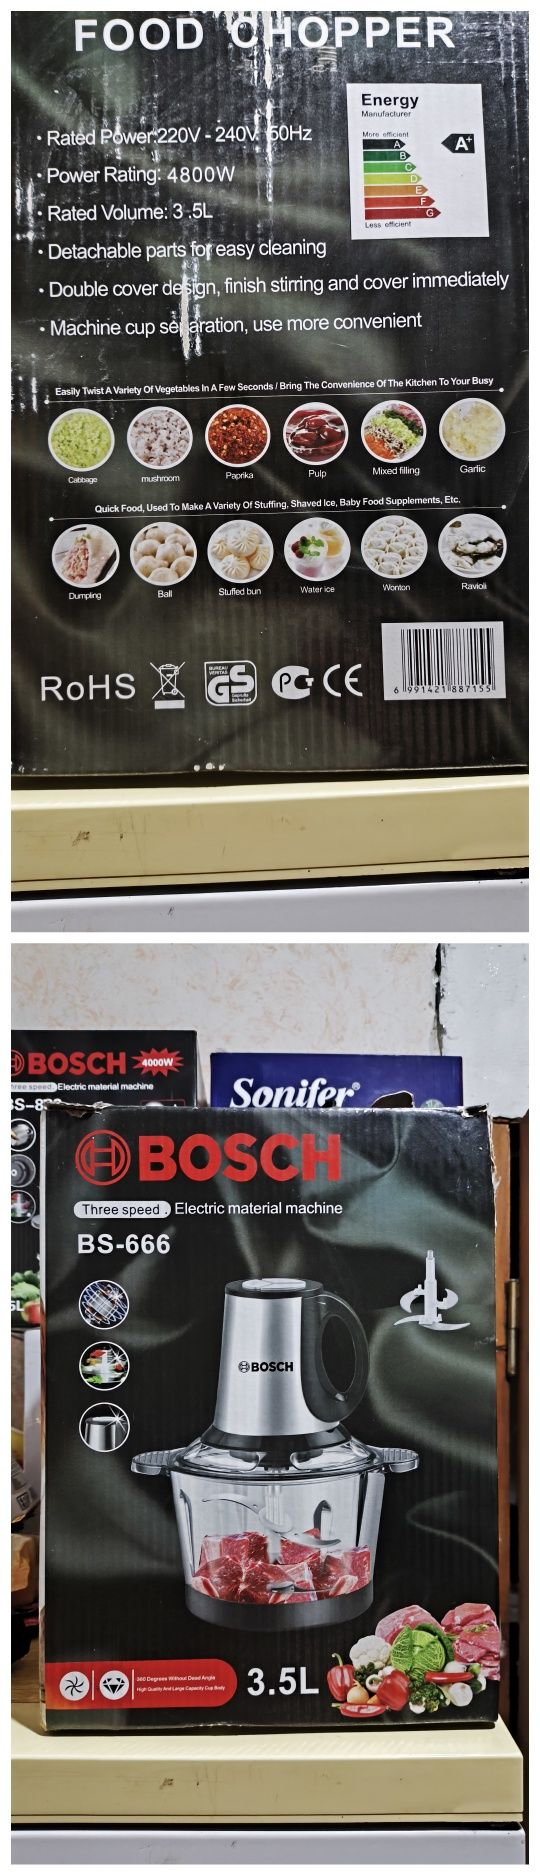 FOOD CHOPPER
Energy
Manufacturer
More efficient
A
B
C
D
E
F
G
Less efficient
A+
· Rated Power:220V - 240V 50Hz
· Power Rating: 4800W
· Rated Volume: 3.5L
· Detachable parts for easy cleaning
· Double cover design, finish stirring and cover immediately
· Machine cup separation, use more convenient
Easily Twist A Variety Of Vegetables In A Few Seconds / Bring The Convenience Of The Kitchen To Your Busy
Cabbage
mushroom
Paprika
Pulp
Mixed filling
Garlic
Quick Food, Used To Make A Variety Of Stuffing, Shaved Ice, Baby Food Supplements, Etc.
Dumpling
Ball
Stuffed bun
Water ice
Wonton
Ravioli
RoHS
BUREAU VERITAS
GS
geprüfte Sicherheit
CE
6 991421 887155
BOSCH 4000W
three speed Electric material machine
Sonifer®
BOSCH
Three speed . Electric material machine
BS-666
BOSCH
360 Degrees Without Dead Angle
High Quality And Large Capacity Cup Body
3.5L